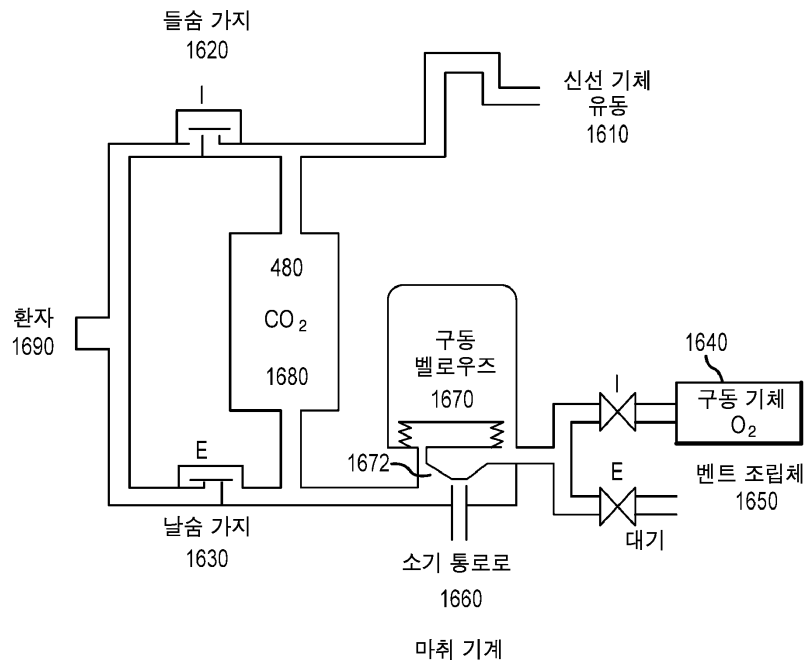 들숨 가지
1620
I
신선 기체
유동
1610
480
CO₂
1680
환자
1690
구동
벨로우즈
1670
I
1640
구동 기체
O₂
E
1672
E
벤트 조립체
1650
대기
날숨 가지
1630
소기 통로로
1660
마취 기계